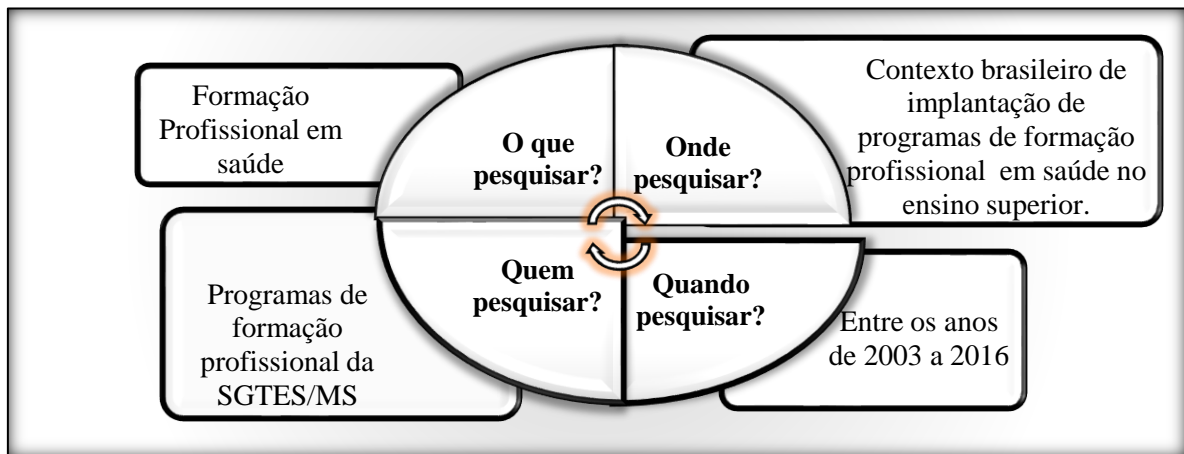 Formação
Profissional em
saúde
O que
pesquisar?
Onde
pesquisar?
Contexto brasileiro de
implantação de
programas de formação
profissional em saúde no
ensino superior.
Programas de
formação
profissional da
SGTES/MS
Quem
pesquisar?
Quando
pesquisar?
Entre os anos
de 2003 a 2016